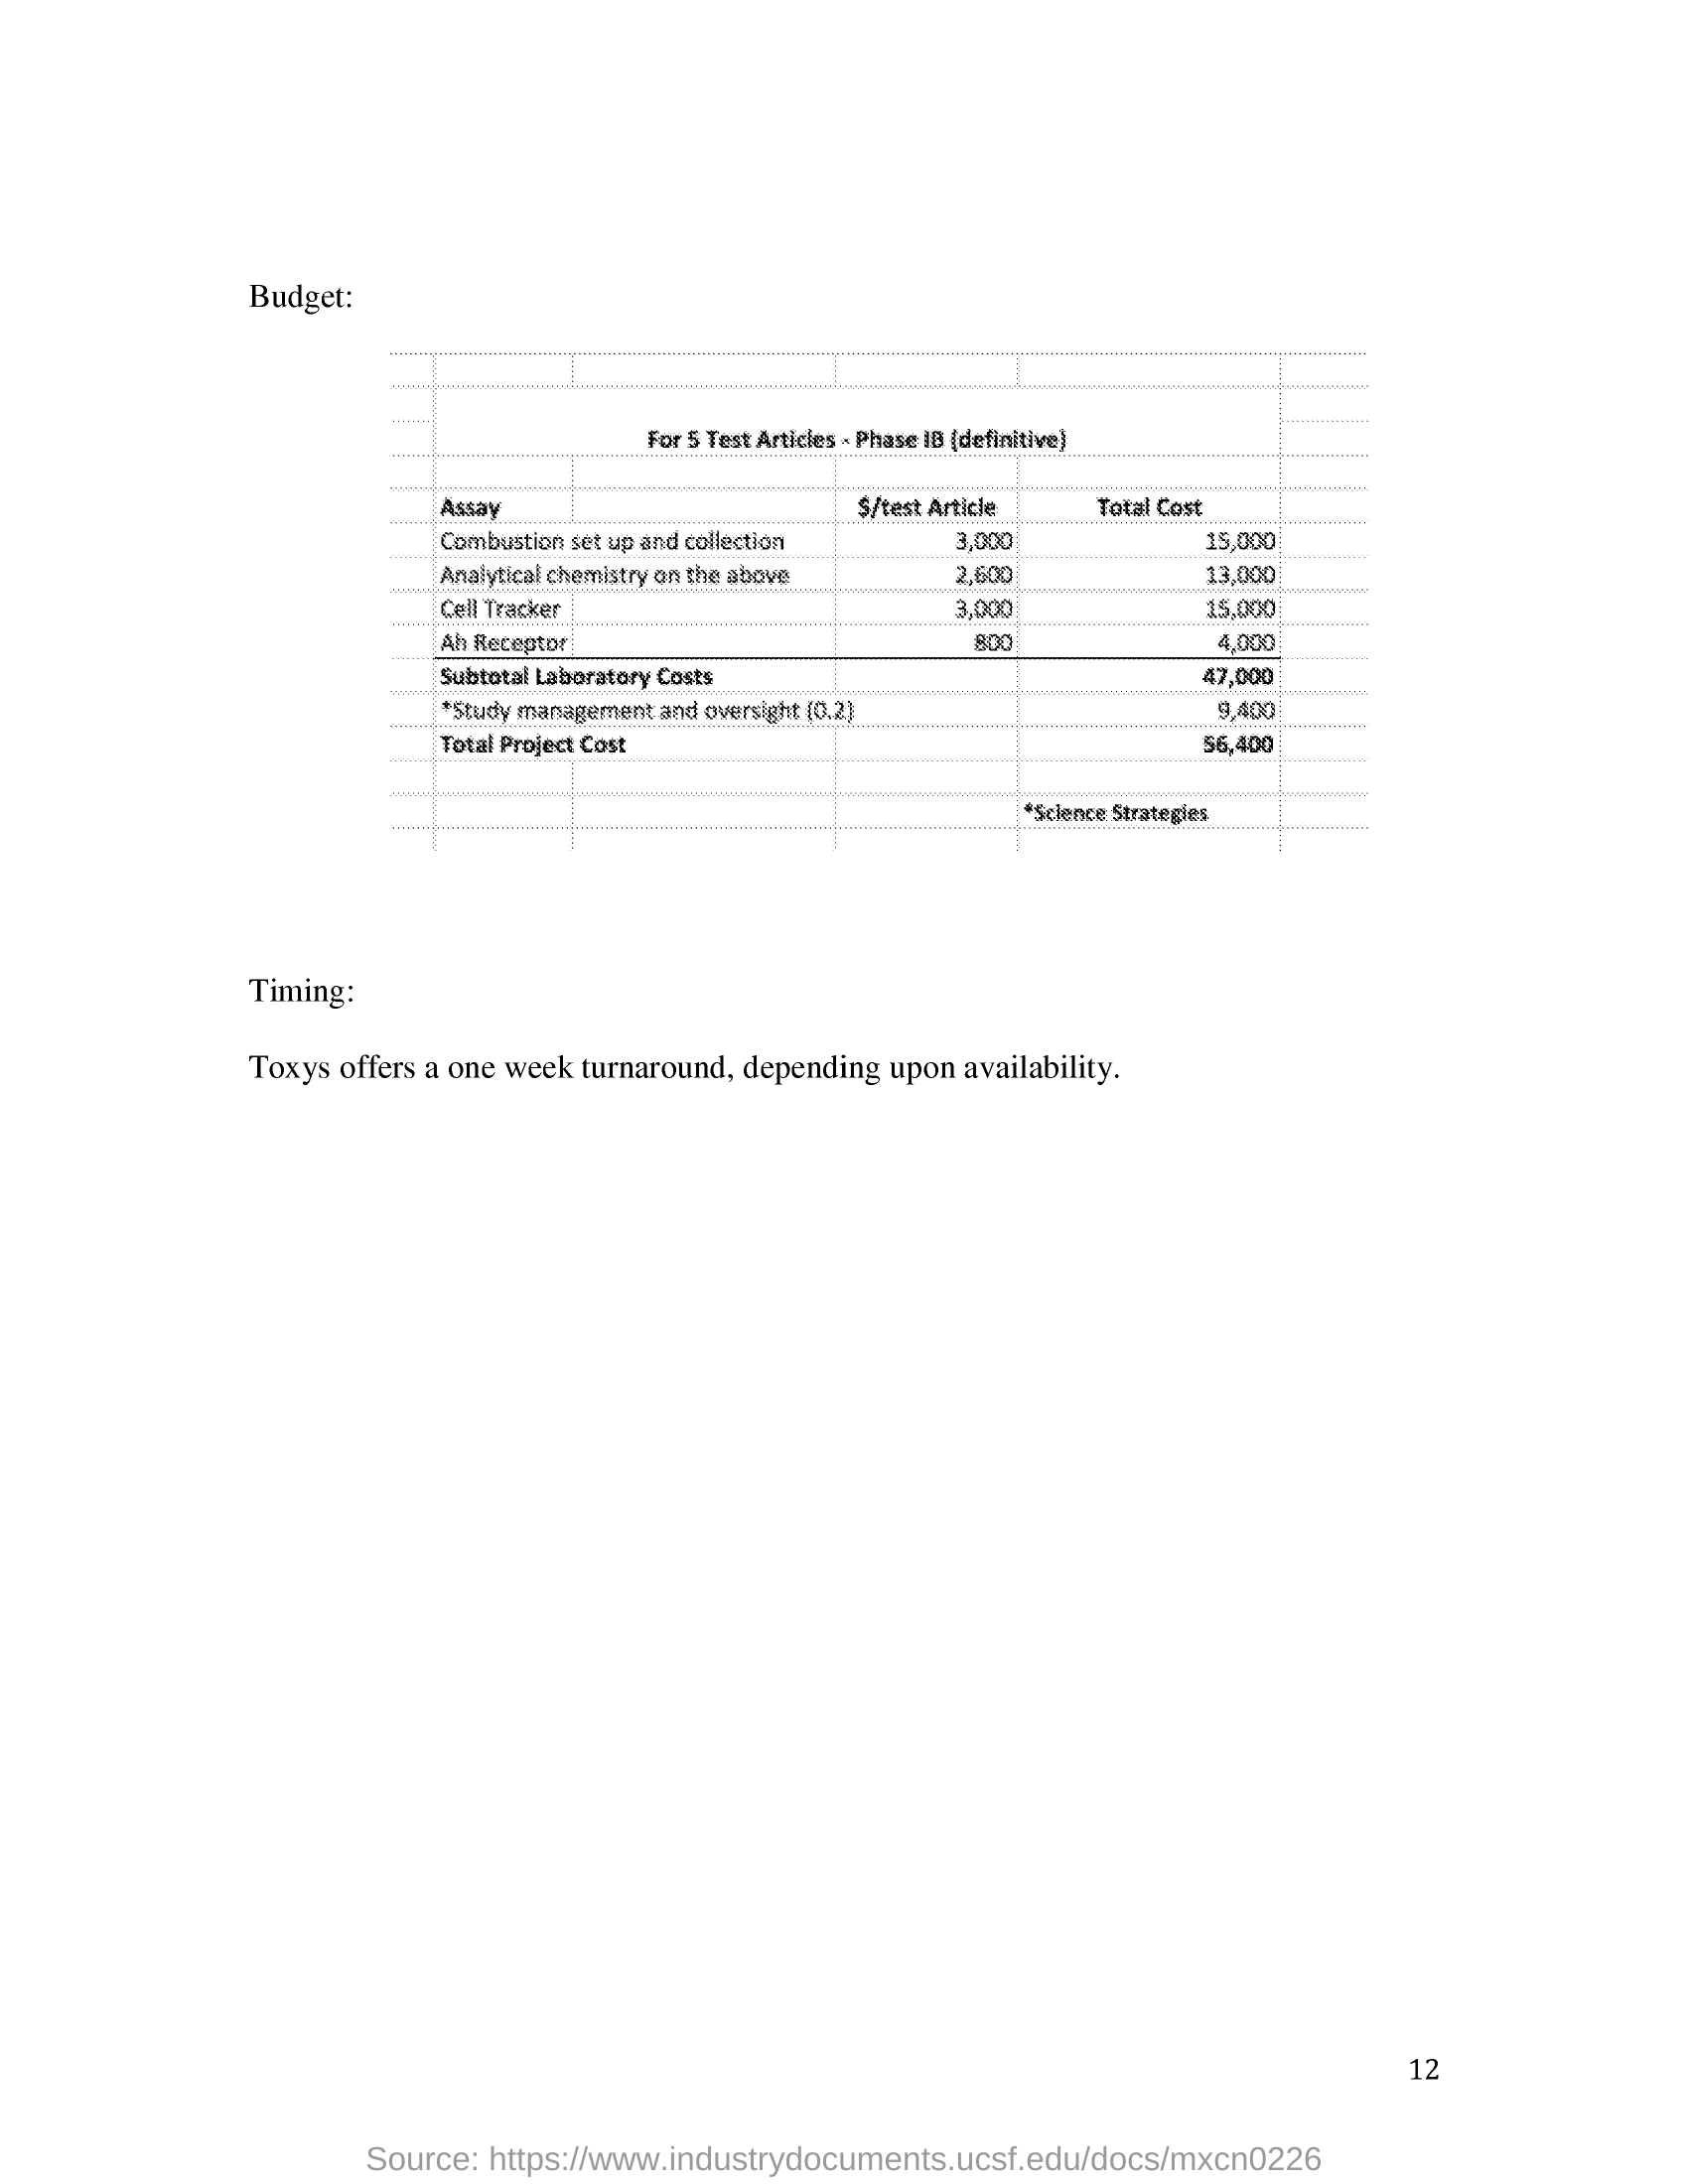 Budget:
For 5 Test Articles - Phase IB (definitive)
Assay $/test Article Total Cost
Combustion set up and collection 3,000 15,000
Analytical chemistry on the above 2,600 13,000
Cell Tracker 3,000 15,000
Ah Receptor 800 4,000
Subtotal Laboratory Costs 47,000
*Study management and oversight (0.2) 9,400
Total Project Cost 56,400
*Science Strategies
Timing:
Toxys offers a one week turnaround, depending upon availability.
12
Source: https://www.industrydocuments.ucsf.edu/docs/mxcn0226